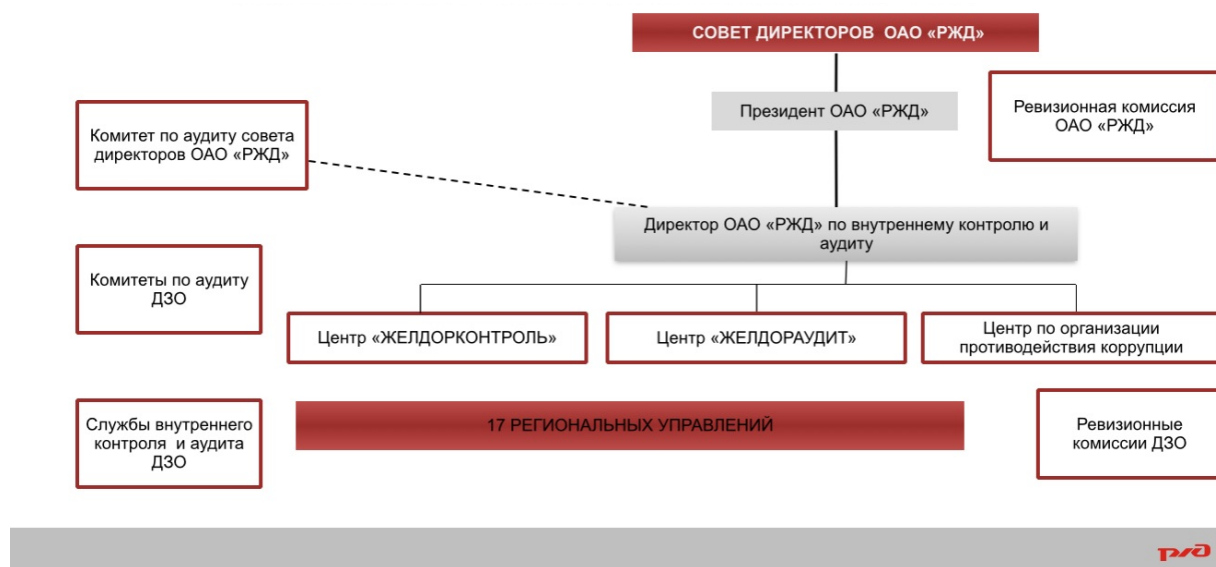 СОВЕТ ДИРЕКТОРОВ ОАО «РЖД»
Президент ОАО «РЖД»
Ревизионная комиссия
ОАО «РЖД»
Комитет по аудиту совета
директоров ОАО «РЖД»
Директор ОАО «РЖД» по внутреннему контролю и
аудиту
Комитеты по аудиту
ДЗО
Центр «ЖЕЛДОРКОНТРОЛЬ»
Центр «ЖЕЛДОРАУДИТ»
Центр по организации
противодействия коррупции
Службы внутреннего
контроля и аудита
ДЗО
17 РЕГИОНАЛЬНЫХ УПРАВЛЕНИЙ
Ревизионные
комиссии ДЗО
ржд